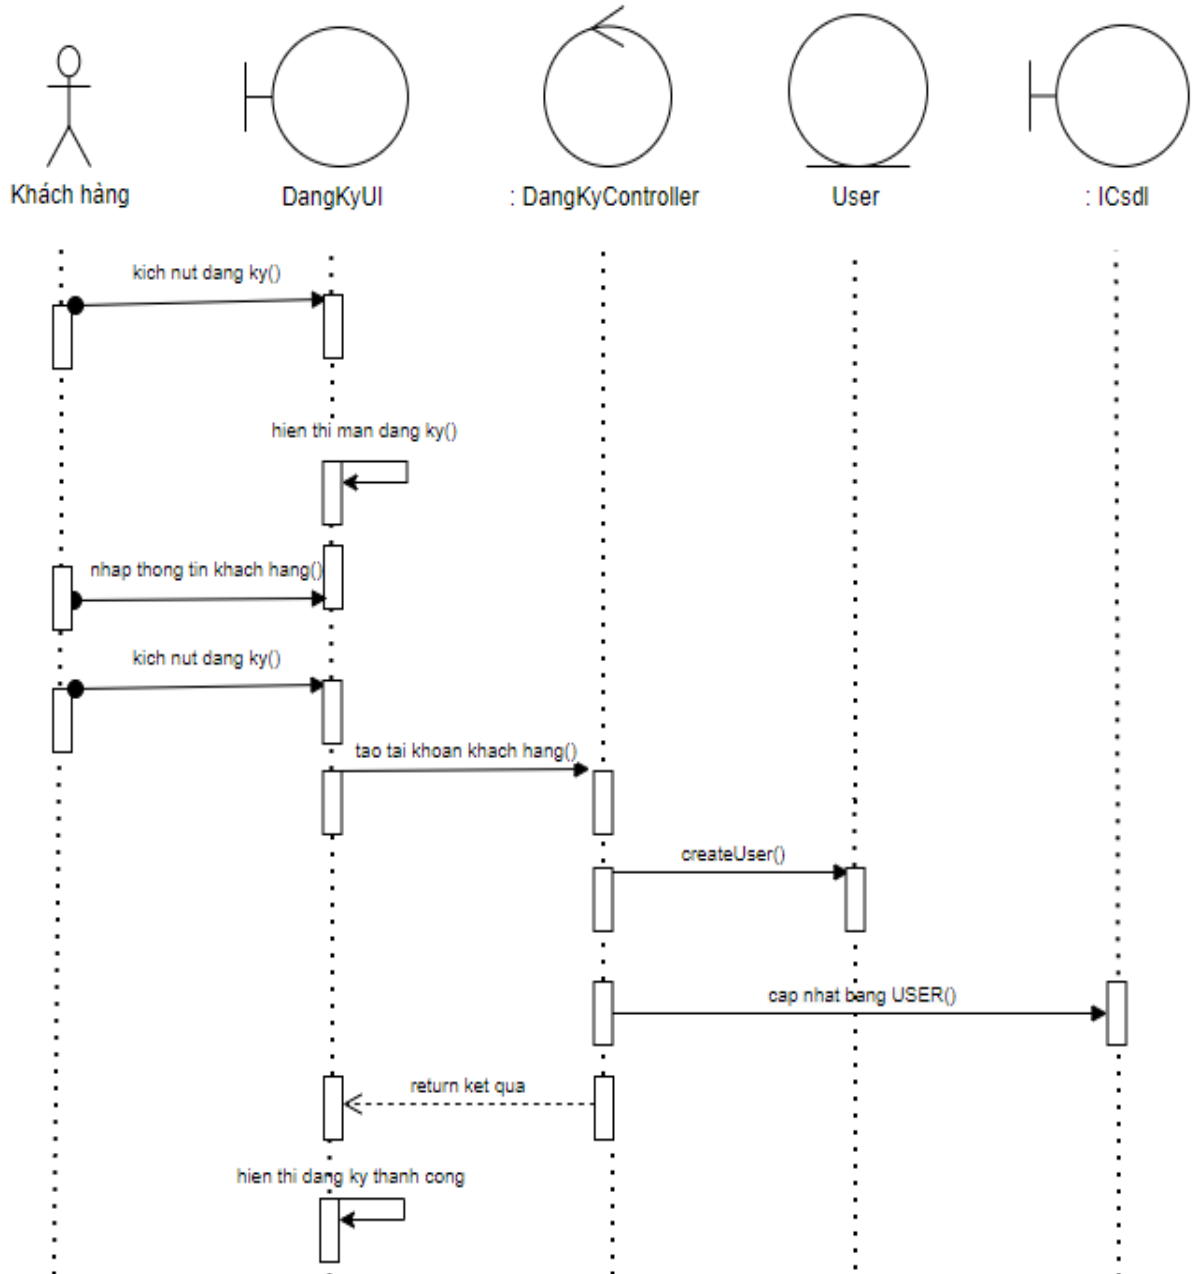 Khách hàng
DangKyUI
: DangKyController
User
: ICsdl
kich nut dang ky()
hien thi man dang ky()
nhap thong tin khach hang()
kich nut dang ky()
tao tai khoan khach hang()
createUser()
cap nhat bang USER()
return ket qua
hien thi dang ky thanh cong